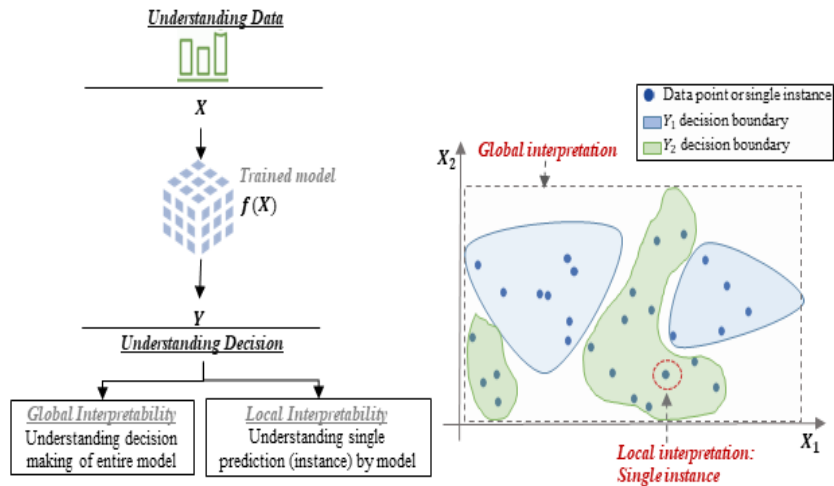 Understanding Data
X
Trained model
f(X)
Y
Understanding Decision
Global Interpretability
Understanding decision
making of entire model
Local Interpretability
Understanding single
prediction (instance) by model
Data point or single instance
Y₁ decision boundary
Y₂ decision boundary
X₂
Global interpretation
X₁
Local interpretation:
Single instance